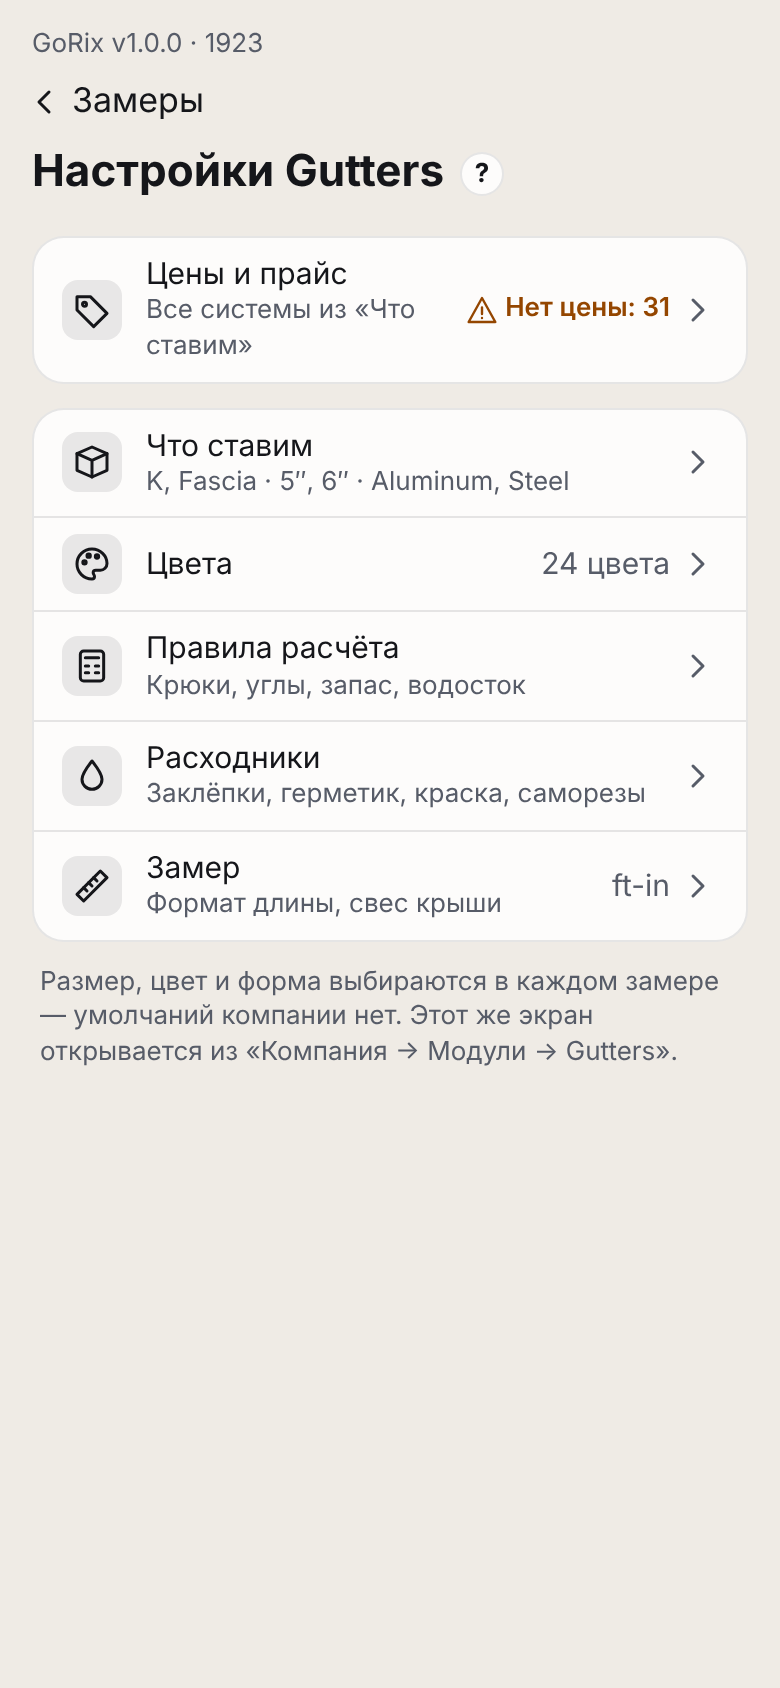 GoRix v1.0.0 · 1923
Замеры
Настройки Gutters ?
Цены и прайс
Все системы из «Что
ставим»
Нет цены: 31
Что ставим
K, Fascia · 5″, 6″ · Aluminum, Steel
Цвета
24 цвета
Правила расчёта
Крюки, углы, запас, водосток
Расходники
Заклёпки, герметик, краска, саморезы
Замер
Формат длины, свес крыши
ft-in
Размер, цвет и форма выбираются в каждом замере
— умолчаний компании нет. Этот же экран
открывается из «Компания → Модули → Gutters».